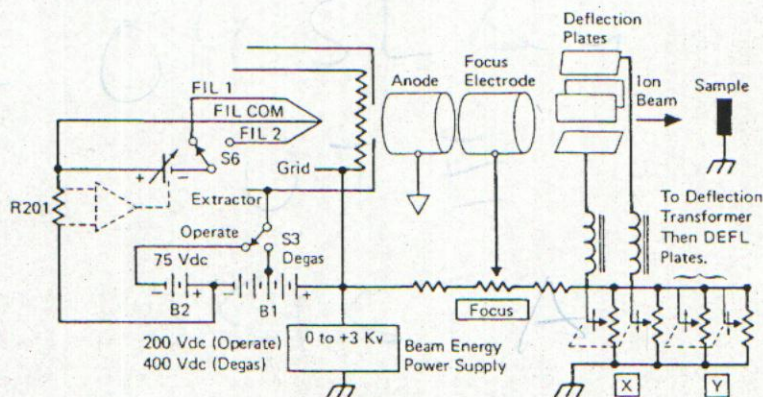 Deflection
Plates
Anode
Focus
Electrode
Ion
Beam
Sample
FIL 1
FIL COM
FIL 2
S6
+
-
Grid
R201
Extractor
Operate
S3
Degas
75 Vdc
-
B2
+
-
B1
+
To Deflection
Transformer
Then DEFL
Plates.
Focus
200 Vdc (Operate)
400 Vdc (Degas)
0 to +3 Kv
Beam Energy
Power Supply
X
Y